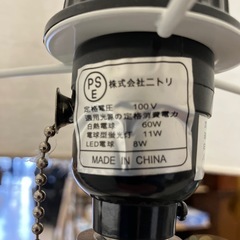 PSE
株式会社ニトリ
定格電圧: 100V
適用光源の定格消費電力
白熱電球: 60W
電球型蛍光灯: 11W
LED電球: 8W
MADE IN CHINA